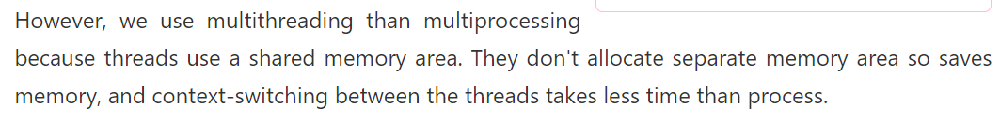 However, we use multithreading than multiprocessing
because threads use a shared memory area. They don't allocate separate memory area so saves
memory, and context-switching between the threads takes less time than process.